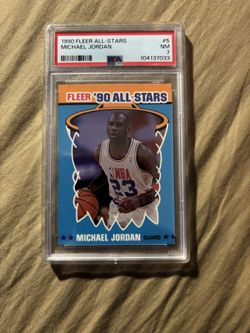 1990 FLEER ALL-STARS #5
MICHAEL JORDAN NM
PSA 7
104137033
FLEER '90 ALL-STARS
NBA
23
MICHAEL JORDAN GUARD